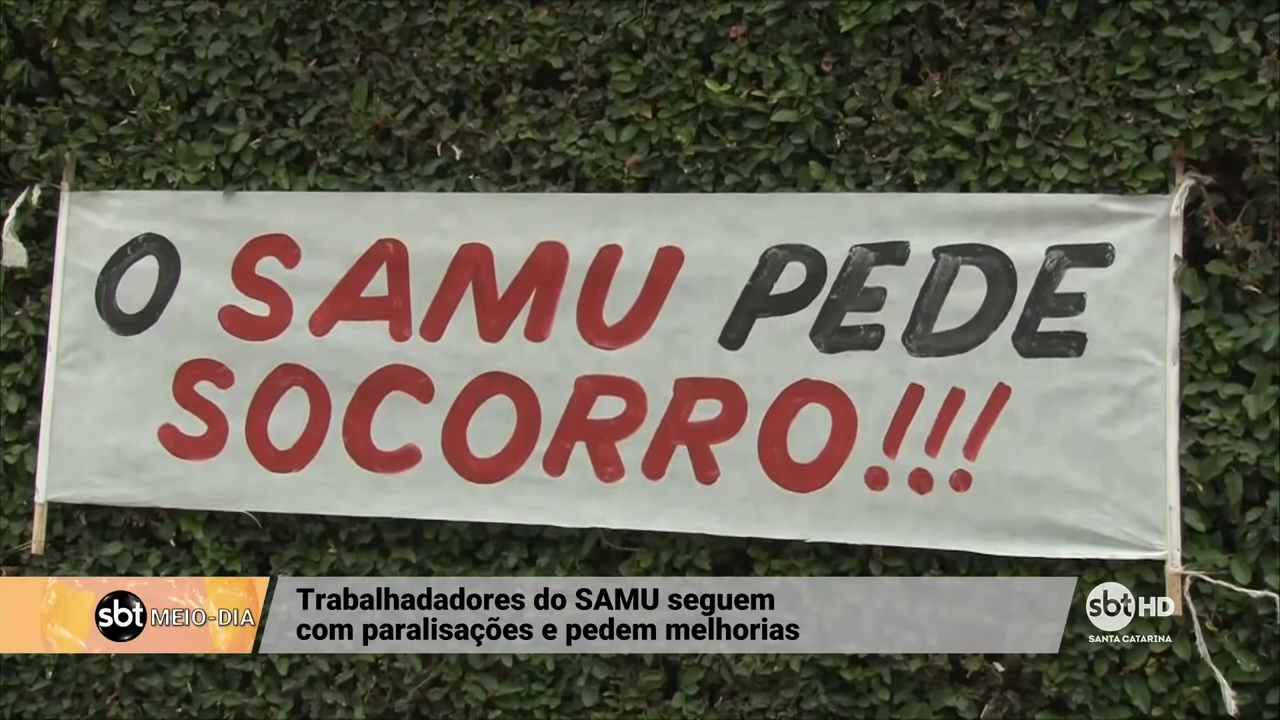 O SAMU PEDE
SOCORRO!!!
sbt MEIO-DIA
Trabalhadadores do SAMU seguem
com paralisações e pedem melhorias
sbt HD
SANTA CATARINA